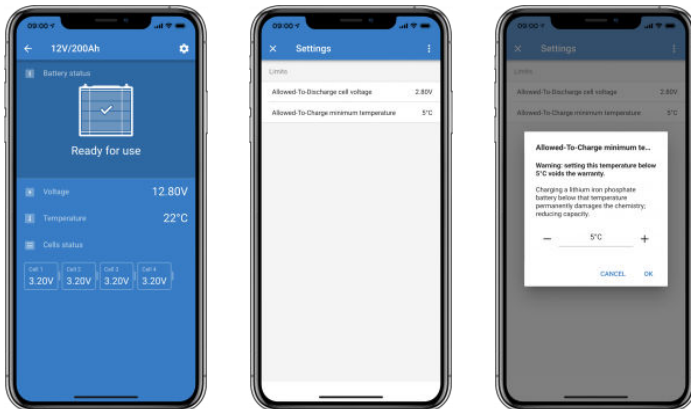 09:00
12V/200Ah
Battery status
Ready for use
Voltage 12.80V
Temperature 22°C
Cells status
Cell 1 Cell 2 Cell 3 Cell 4
3.20V 3.20V 3.20V 3.20V
09:00
Settings
Limits
Allowed-To-Discharge cell voltage 2.80V
Allowed-To-Charge minimum temperature 5°C
09:00
Settings
Limits
Allowed-To-Discharge cell voltage 2.80V
Allowed-To-Charge minimum temperature 5°C
Allowed-To-Charge minimum te...
Warning: setting this temperature below
5°C voids the warranty.
Charging a lithium iron phosphate
battery below that temperature
permanently damages the chemistry;
reducing capacity.
5°C
CANCEL OK